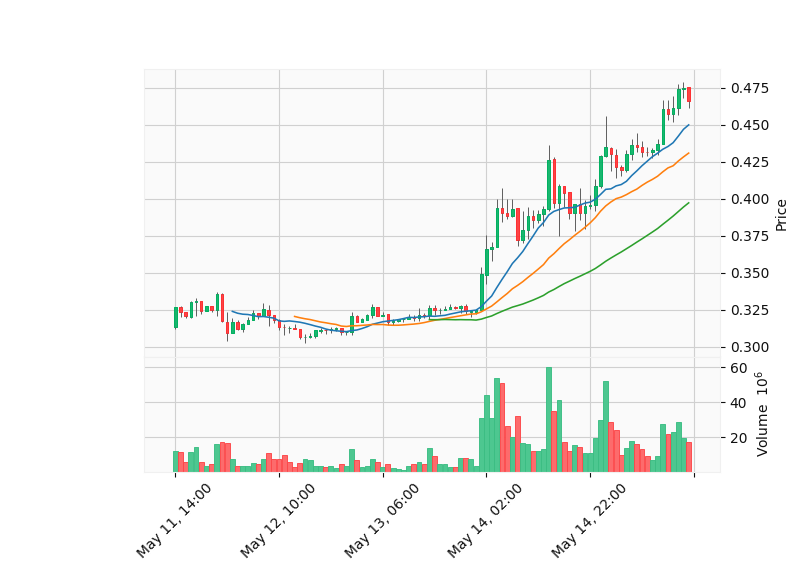 0.475
0.450
0.425
0.400
0.375
0.350
0.325
0.300
Price
60
40
20
Volume 10^6
May 11, 14:00
May 12, 10:00
May 13, 06:00
May 14, 02:00
May 14, 22:00